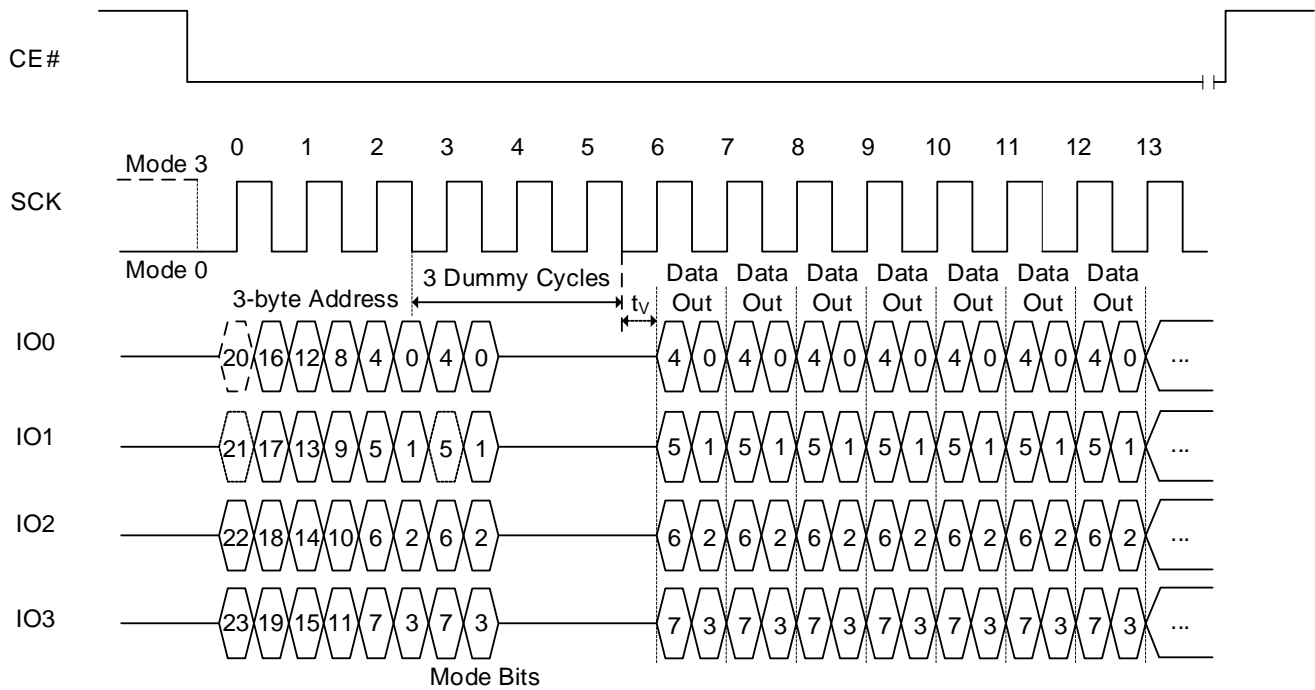 CE#
0 1 2 3 4 5 6 7 8 9 10 11 12 13
Mode 3
SCK
Mode 0
3-byte Address
3 Dummy Cycles
tV
Data Out Data Out Data Out Data Out Data Out Data Out Data Out
IO0 20 16 12 8 4 0 4 0 4 0 4 0 4 0 4 0 4 0 4 0 4 0 ...
IO1 21 17 13 9 5 1 5 1 5 1 5 1 5 1 5 1 5 1 5 1 5 1 ...
IO2 22 18 14 10 6 2 6 2 6 2 6 2 6 2 6 2 6 2 6 2 6 2 ...
IO3 23 19 15 11 7 3 7 3 7 3 7 3 7 3 7 3 7 3 7 3 7 3 ...
Mode Bits